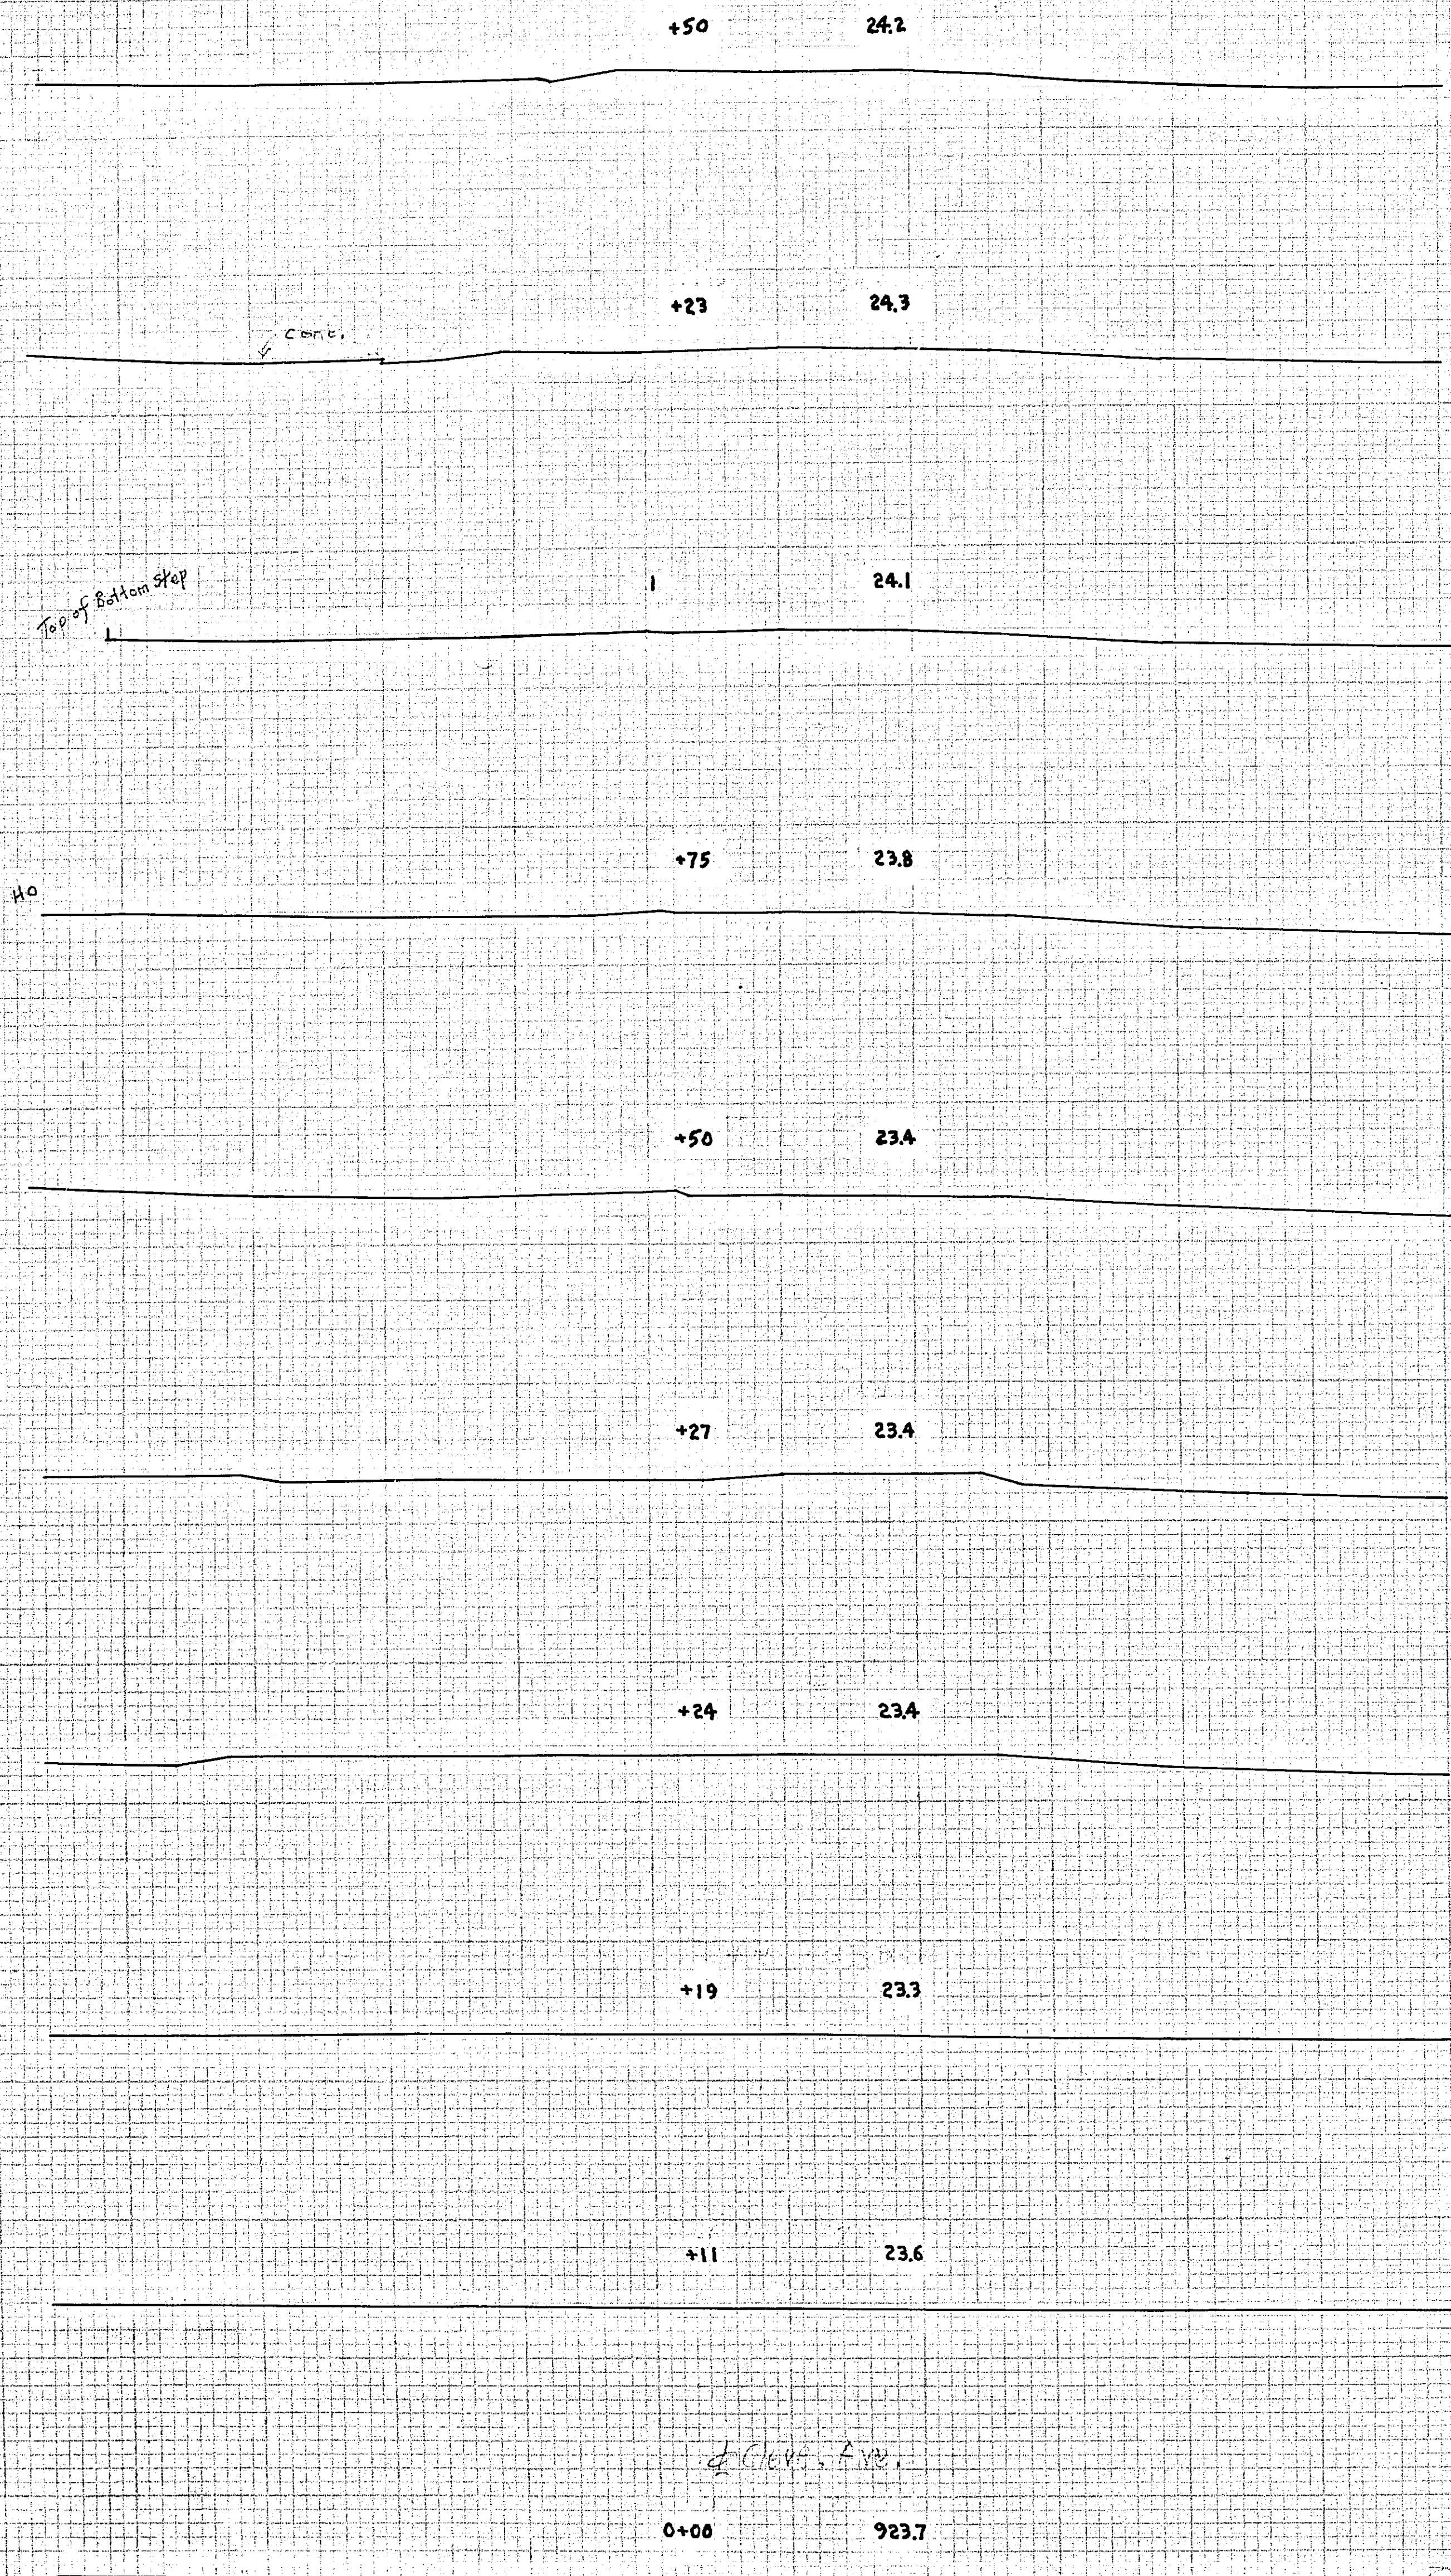 +50 24.2
+23 24.3
conc.
1 24.1
Top of Bottom Step
+75 23.8
HO
+50 23.4
+27 23.4
+24 23.4
+19 23.3
+11 23.6
℄ Cleve. Ave.
0+00 923.7